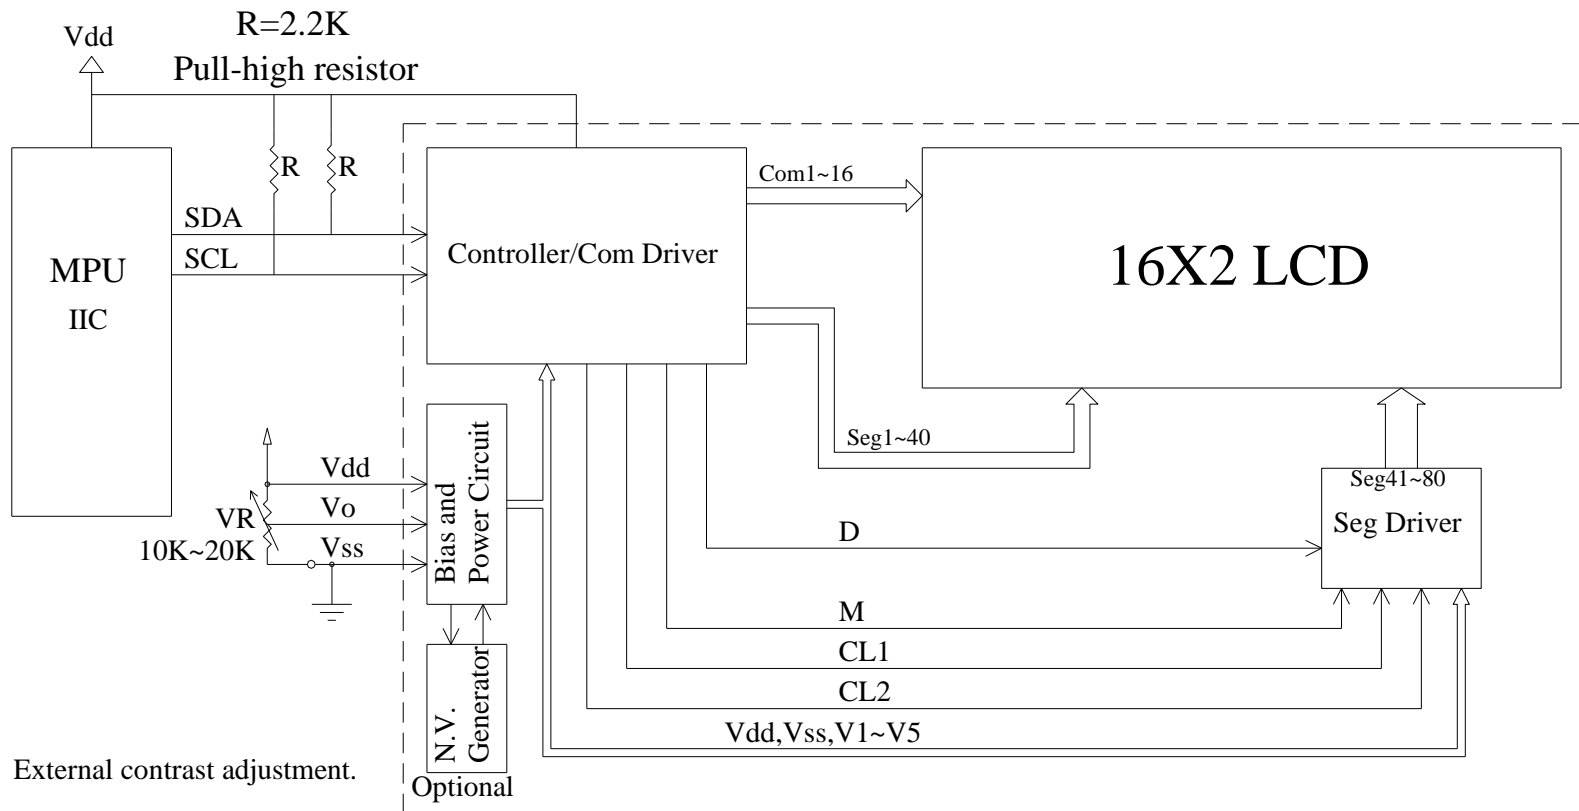 R=2.2K
Vdd
Pull-high resistor
R
R
Com1~16
SDA
SCL
MPU
IIC
Controller/Com Driver
16X2 LCD
Seg1~40
Vdd
Vo
Vss
VR
10K~20K
Bias and
Power Circuit
Seg41~80
Seg Driver
D
M
CL1
CL2
Vdd,Vss,V1~V5
N.V.
Generator
Optional
External contrast adjustment.